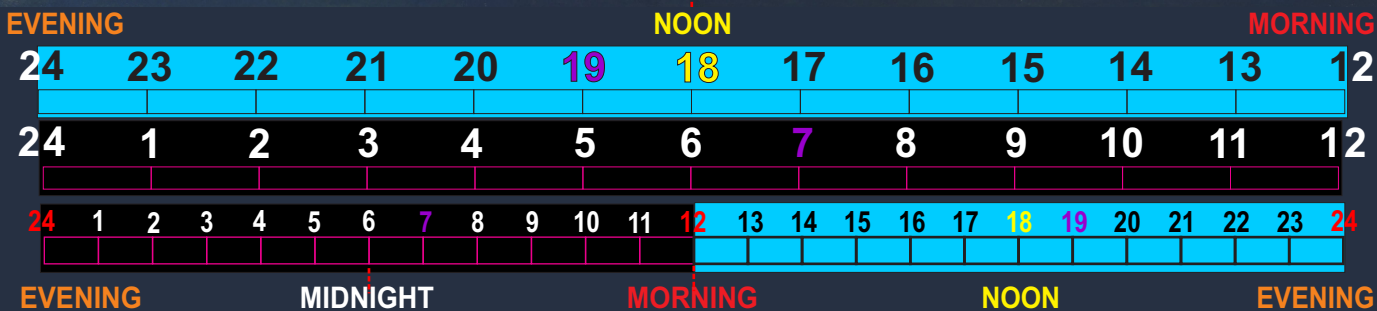 EVENING NOON MORNING
24 23 22 21 20 19 18 17 16 15 14 13 12
24 1 2 3 4 5 6 7 8 9 10 11 12
24 1 2 3 4 5 6 7 8 9 10 11 12 13 14 15 16 17 18 19 20 21 22 23 24
EVENING MIDNIGHT MORNING NOON EVENING